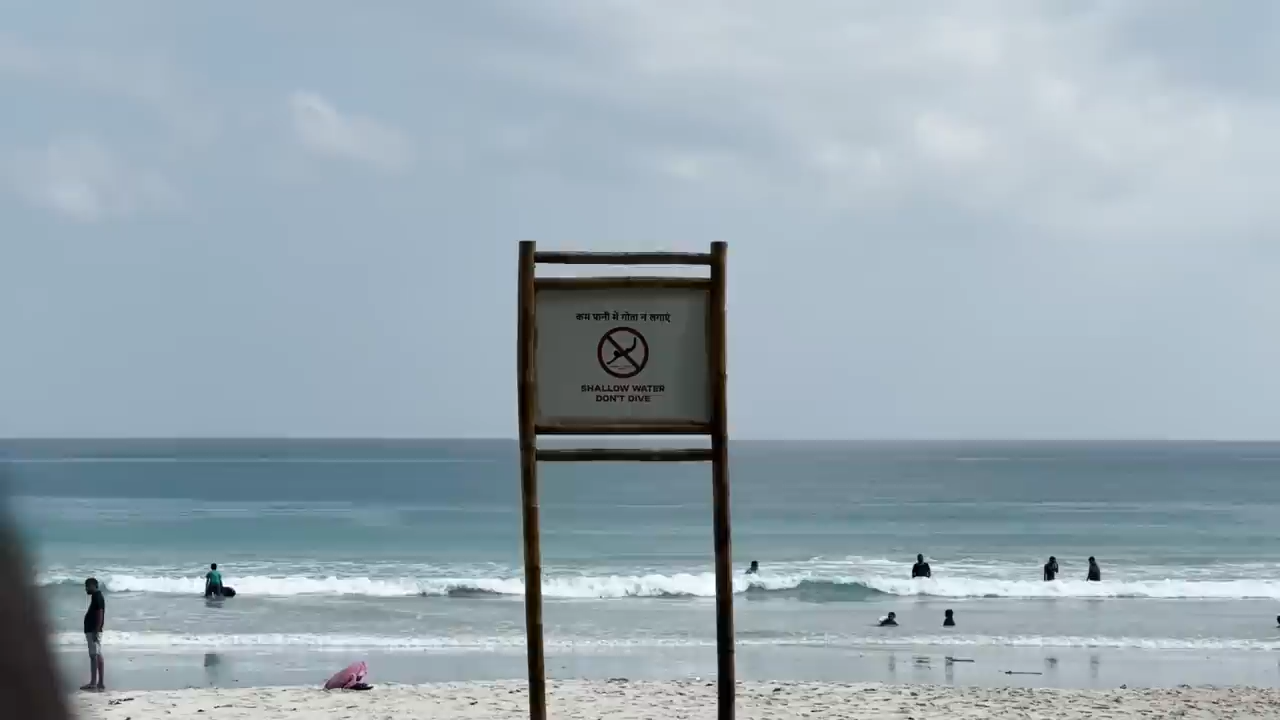 कम पानी में गोता न लगाएं
SHALLOW WATER
DON'T DIVE